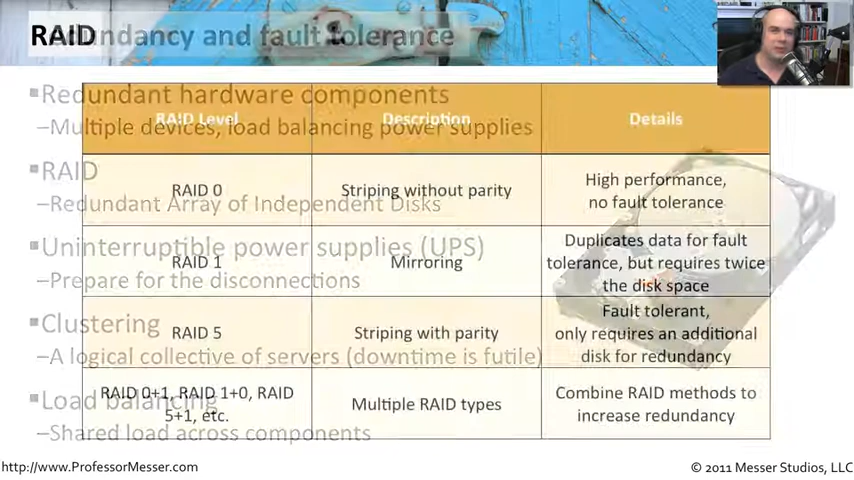 RAID
Redundancy and fault tolerance
Redundant hardware components
–Multiple devices, load balancing power supplies
RAID
–Redundant Array of Independent Disks
Uninterruptible power supplies (UPS)
–Prepare for the disconnections
Clustering
–A logical collective of servers (downtime is futile)
Load balancing
–Shared load across components
RAID Level
Description
Details
RAID 0
Striping without parity
High performance,
no fault tolerance
RAID 1
Mirroring
Duplicates data for fault
tolerance, but requires twice
the disk space
RAID 5
Striping with parity
Fault tolerant,
only requires an additional
disk for redundancy
RAID 0+1, RAID 1+0, RAID
5+1, etc.
Multiple RAID types
Combine RAID methods to
increase redundancy
http://www.ProfessorMesser.com
© 2011 Messer Studios, LLC